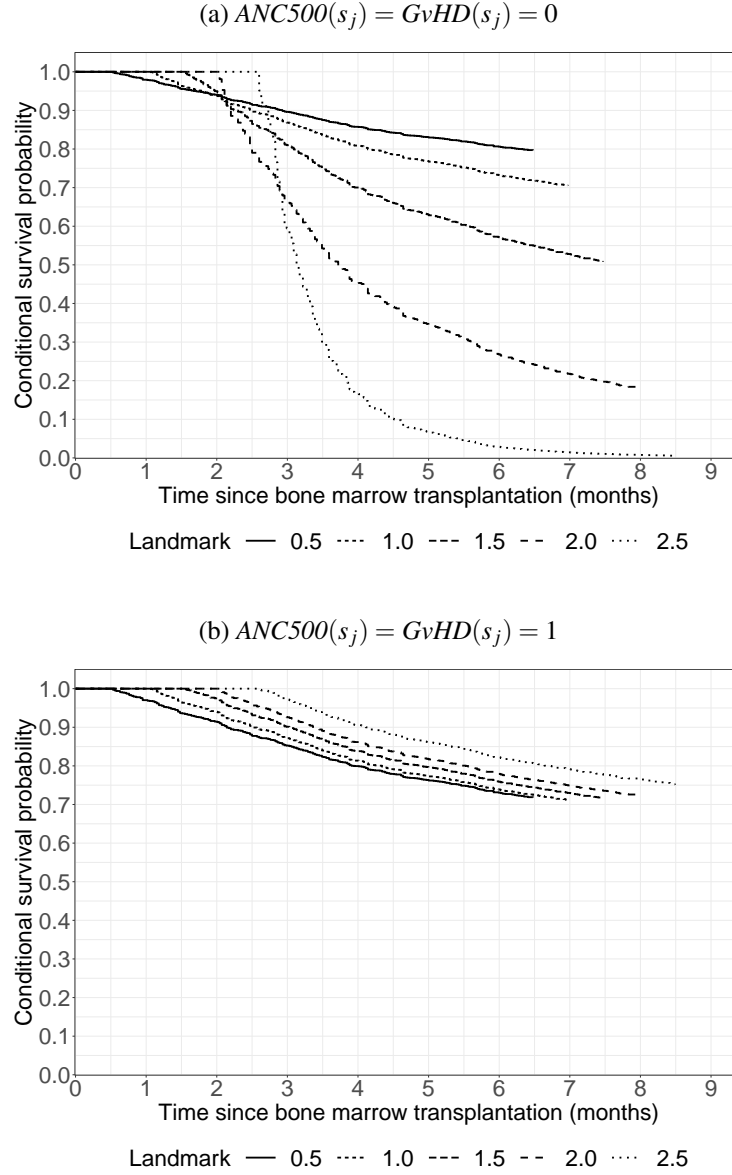 (a) ANC500(s_j) = GvHD(s_j) = 0
Conditional survival probability
1.0
0.9
0.8
0.7
0.6
0.5
0.4
0.3
0.2
0.1
0.0
0 1 2 3 4 5 6 7 8 9
Time since bone marrow transplantation (months)
Landmark 0.5 1.0 1.5 2.0 2.5
(b) ANC500(s_j) = GvHD(s_j) = 1
Conditional survival probability
1.0
0.9
0.8
0.7
0.6
0.5
0.4
0.3
0.2
0.1
0.0
0 1 2 3 4 5 6 7 8 9
Time since bone marrow transplantation (months)
Landmark 0.5 1.0 1.5 2.0 2.5